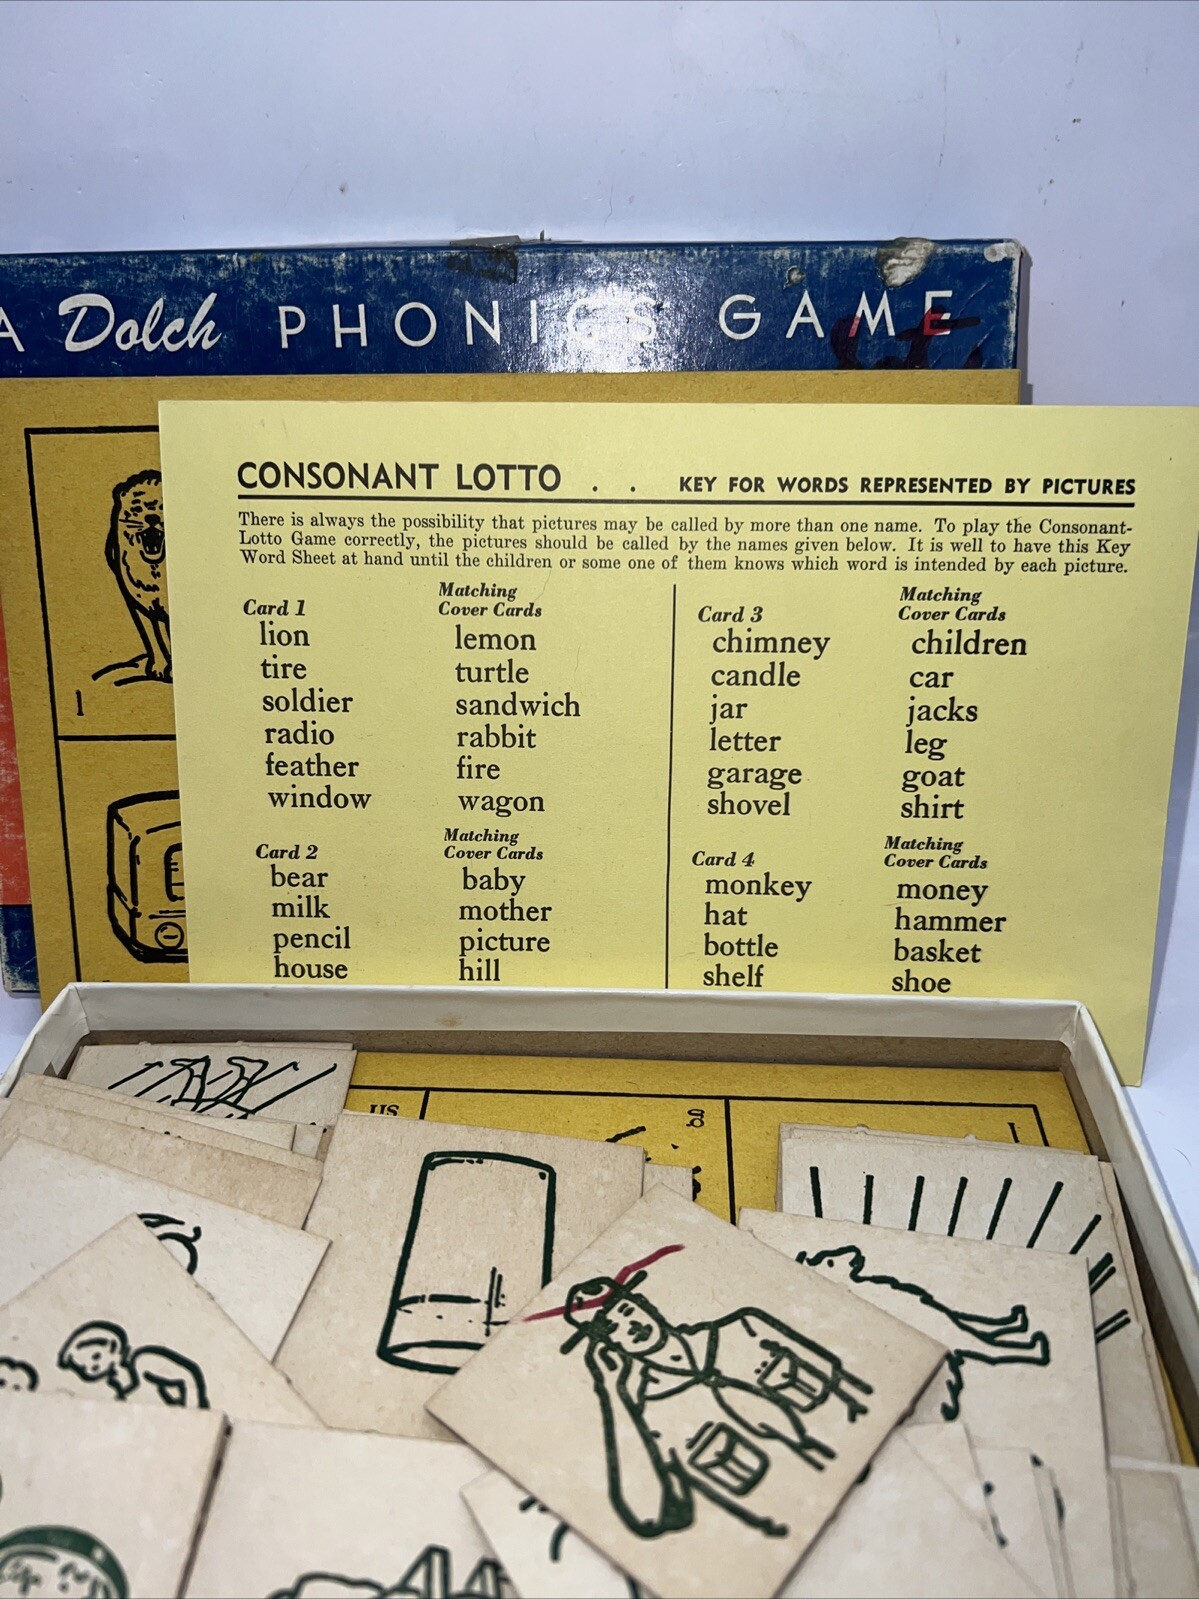 A Dolch PHONICS GAME
CONSONANT LOTTO . . KEY FOR WORDS REPRESENTED BY PICTURES
There is always the possibility that pictures may be called by more than one name. To play the Consonant-
Lotto Game correctly, the pictures should be called by the names given below. It is well to have this Key
Word Sheet at hand until the children or some one of them knows which word is intended by each picture.
Card 1 Matching Cover Cards
lion lemon
tire turtle
soldier sandwich
radio rabbit
feather fire
window wagon
Card 2 Matching Cover Cards
bear baby
milk mother
pencil picture
house hill
Card 3 Matching Cover Cards
chimney children
candle car
jar jacks
letter leg
garage goat
shovel shirt
Card 4 Matching Cover Cards
monkey money
hat hammer
bottle basket
shelf shoe
l